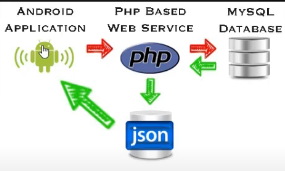 Android
Application
Php Based
Web Service
MySQL
Database
php
json